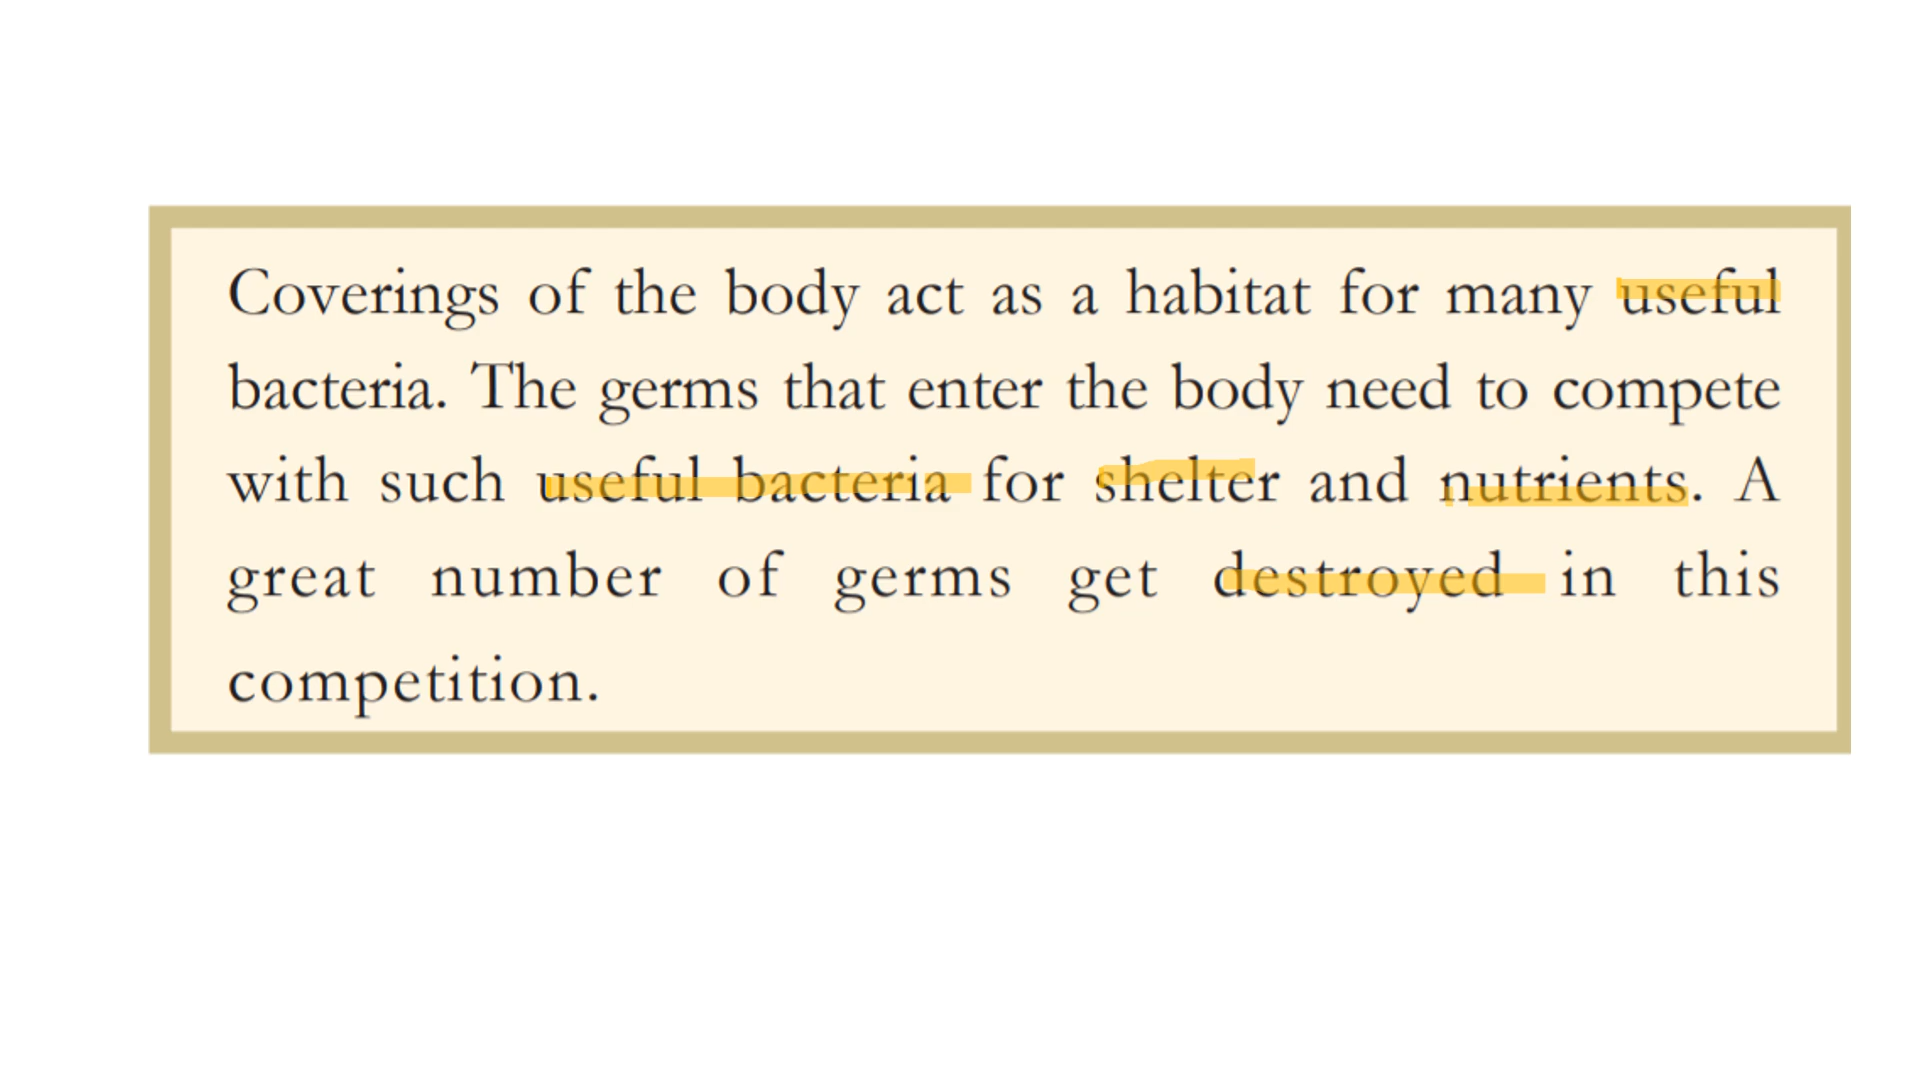 Coverings of the body act as a habitat for many useful
bacteria. The germs that enter the body need to compete
with such useful bacteria for shelter and nutrients. A
great number of germs get destroyed in this
competition.